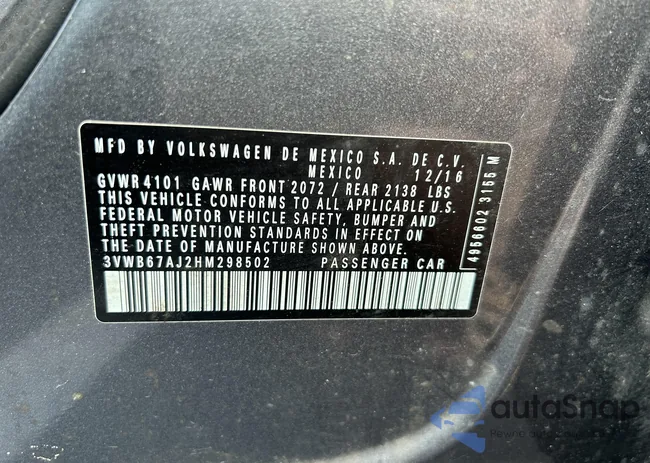 MFD BY VOLKSWAGEN DE MEXICO S.A. DE C.V.
MEXICO 12/16
GVWR 4101 GAWR FRONT 2072 / REAR 2138 LBS
THIS VEHICLE CONFORMS TO ALL APPLICABLE U.S.
FEDERAL MOTOR VEHICLE SAFETY, BUMPER AND
THEFT PREVENTION STANDARDS IN EFFECT ON
THE DATE OF MANUFACTURE SHOWN ABOVE.
3VWB67AJ2HM298502 PASSENGER CAR
4956602 3155 M
autoSnap